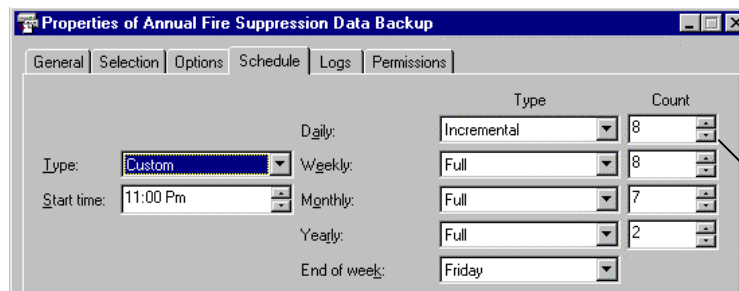 Properties of Annual Fire Suppression Data Backup
General Selection Options Schedule Logs Permissions
Type Count
Daily: Incremental 8
Type: Custom Weekly: Full 8
Start time: 11:00 Pm Monthly: Full 7
Yearly: Full 2
End of week: Friday